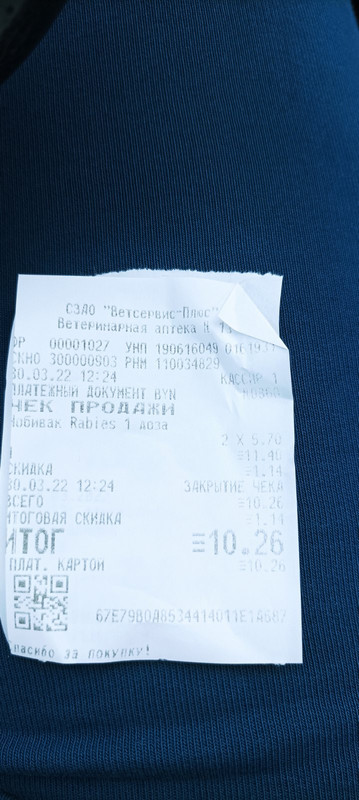 СЗАО "Ветсервис-Плюс"
Ветеринарная аптека
00001027 УНП 190616049
СКНО 300000903 РНМ 110034829
30.03.22 12:24 КАССИР 1
ПЛАТЕЖНЫЙ ДОКУМЕНТ BYN
ЧЕК ПРОДАЖИ
Нобивак Rabies 1 доза
2 X 5.70
≡11.40
СКИДКА ≡1.14
30.03.22 12:24 ЗАКРЫТИЕ ЧЕКА
ВСЕГО ≡10.26
ИТОГОВАЯ СКИДКА ≡1.14
ИТОГ ≡10.26
ПЛАТ. КАРТОЙ ≡10.26
Спасибо за покупку!